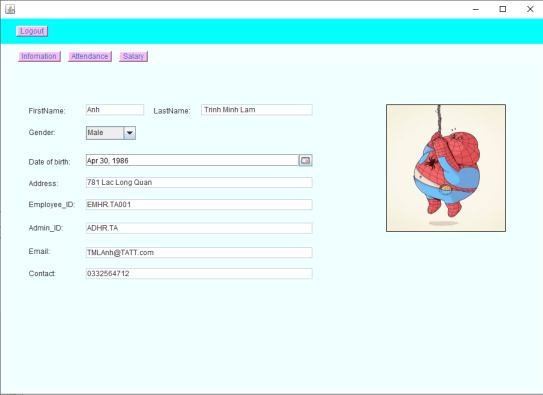 Logout
Infomation Attendance Salary
FirstName: Anh LastName: Trinh Minh Lam
Gender: Male
Date of birth: Apr 30, 1986
Address: 781 Lac Long Quan
Employee_ID: EMHR.TA001
Admin_ID: ADHR.TA
Email: TMLAnh@TATT.com
Contact: 0332564712